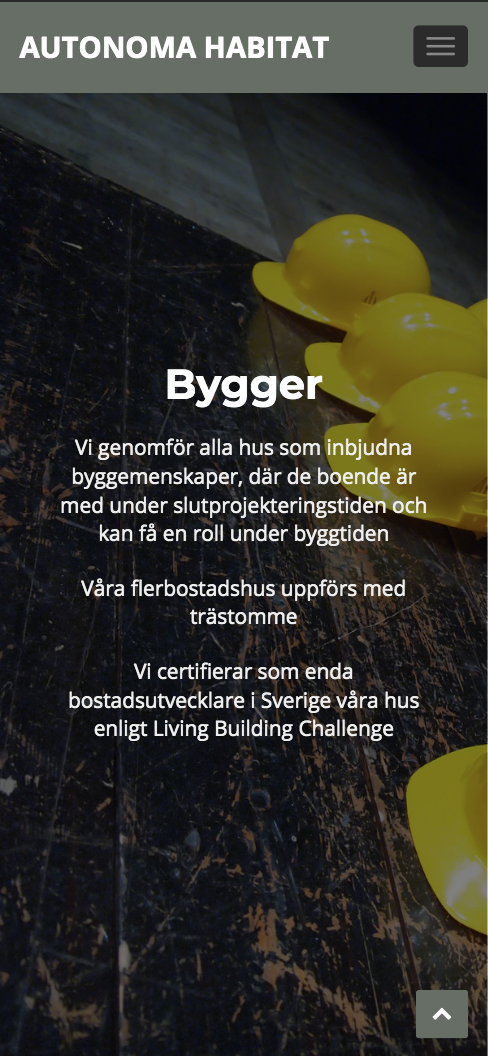 AUTONOMA HABITAT
Bygger
Vi genomför alla hus som inbjudna
byggemenskaper, där de boende är
med under slutprojekteringstiden och
kan få en roll under byggtiden
Våra flerbostadshus uppförs med
trästomme
Vi certifierar som enda
bostadsutvecklare i Sverige våra hus
enligt Living Building Challenge